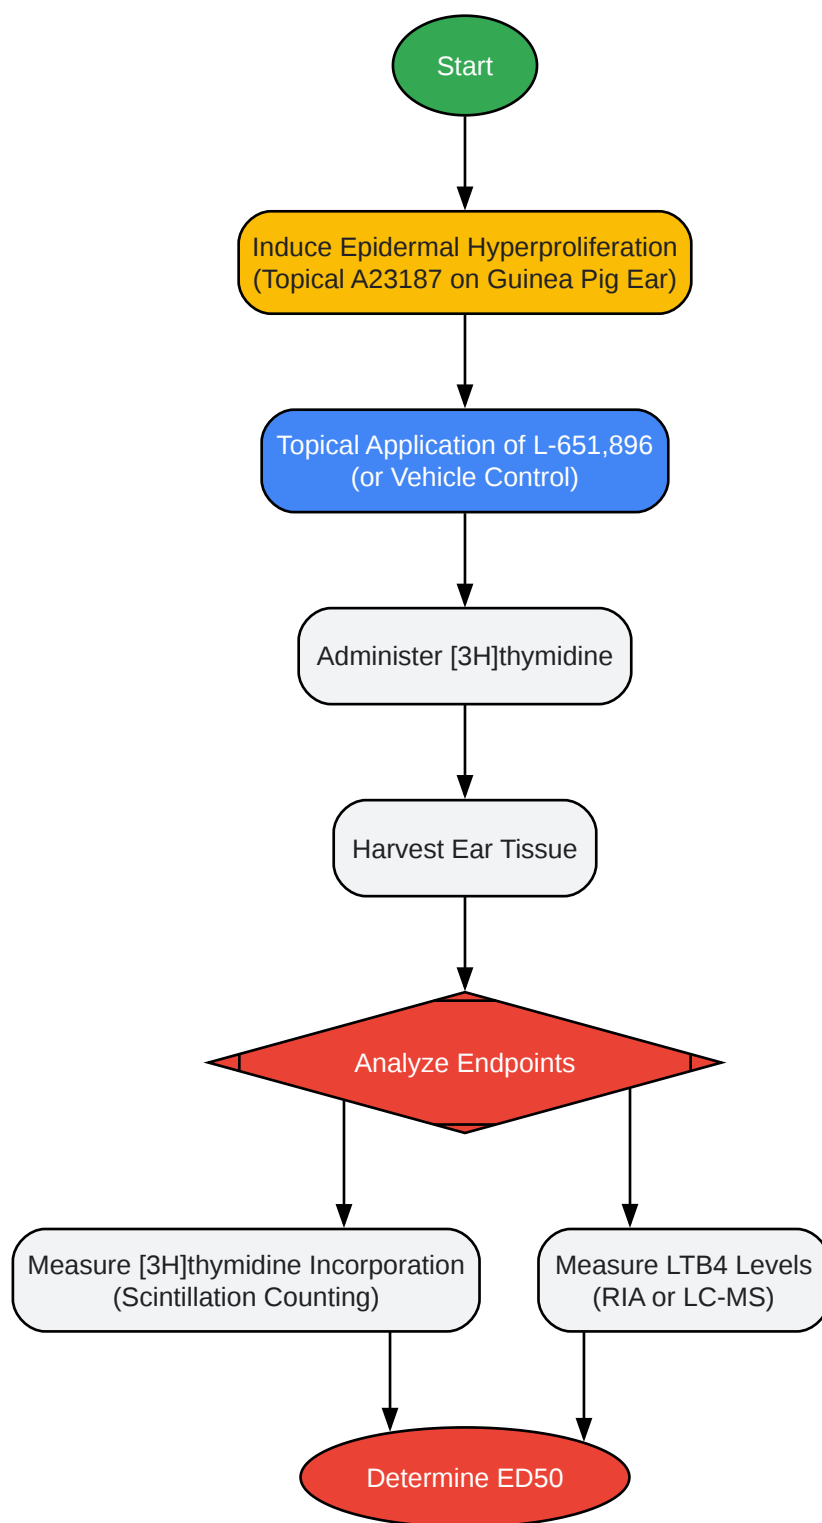 Start
Induce Epidermal Hyperproliferation
(Topical A23187 on Guinea Pig Ear)
Topical Application of L-651,896
(or Vehicle Control)
Administer [3H]thymidine
Harvest Ear Tissue
Analyze Endpoints
Measure [3H]thymidine Incorporation
(Scintillation Counting)
Measure LTB4 Levels
(RIA or LC-MS)
Determine ED50